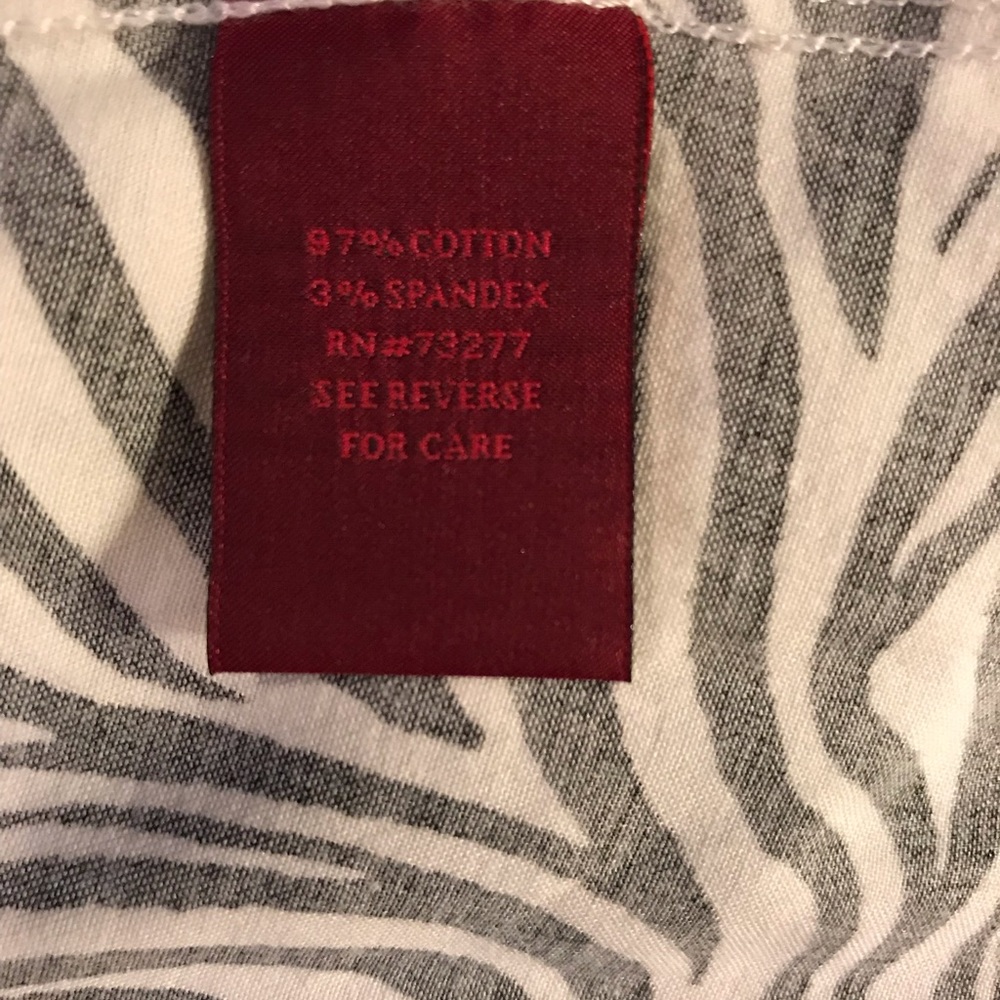 97% COTTON
3% SPANDEX
RN#73277
SEE REVERSE
FOR CARE